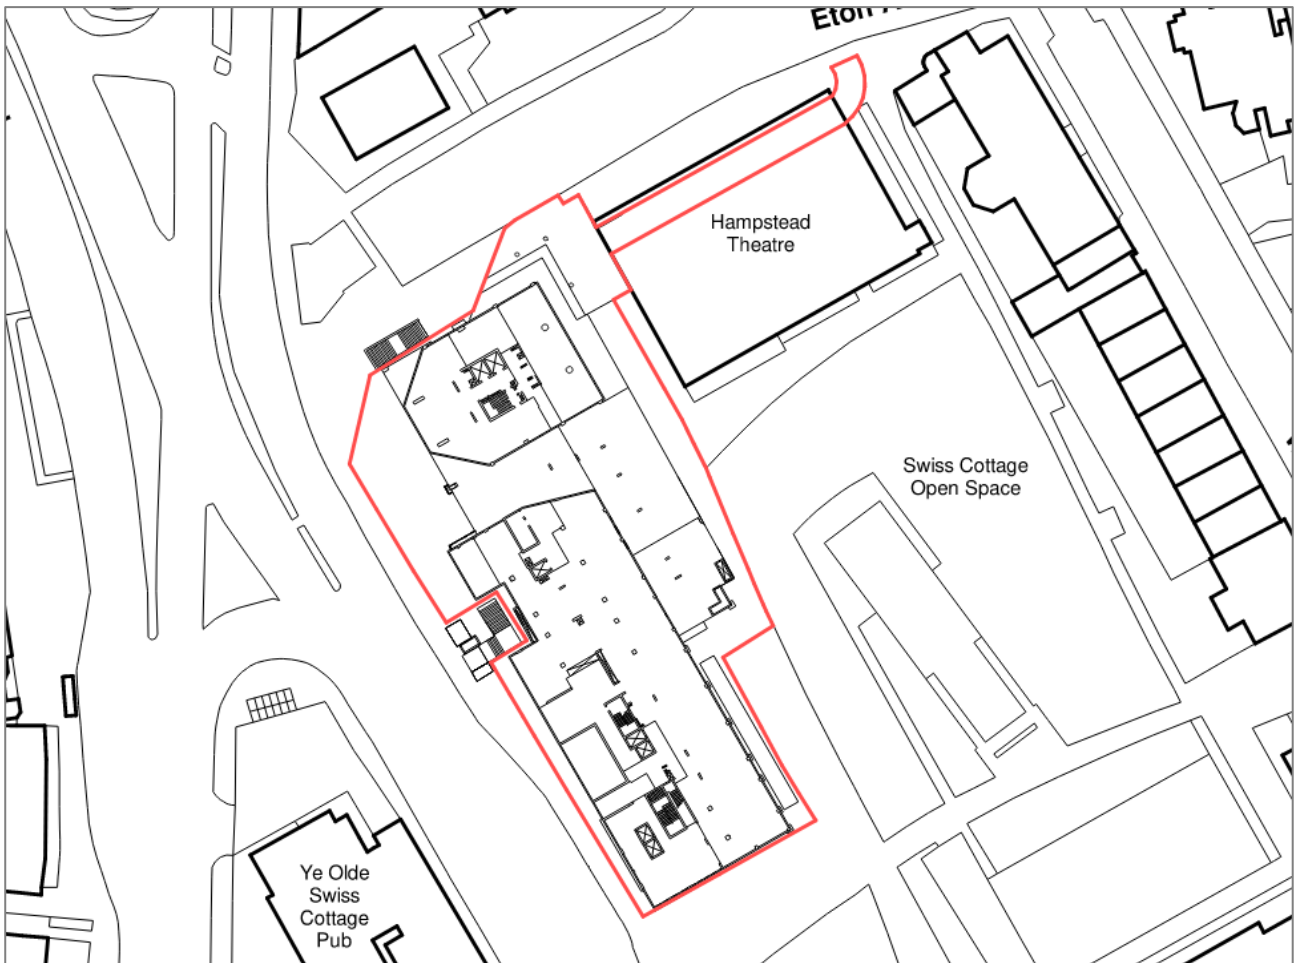 Eton
Hampstead
Theatre
Swiss Cottage
Open Space
Ye Olde
Swiss
Cottage
Pub